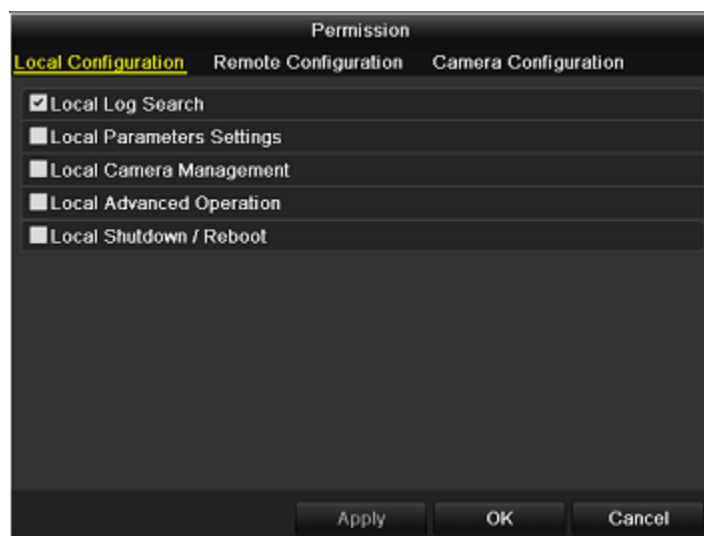 Permission
Local Configuration Remote Configuration Camera Configuration
Local Log Search
Local Parameters Settings
Local Camera Management
Local Advanced Operation
Local Shutdown / Reboot
Apply OK Cancel